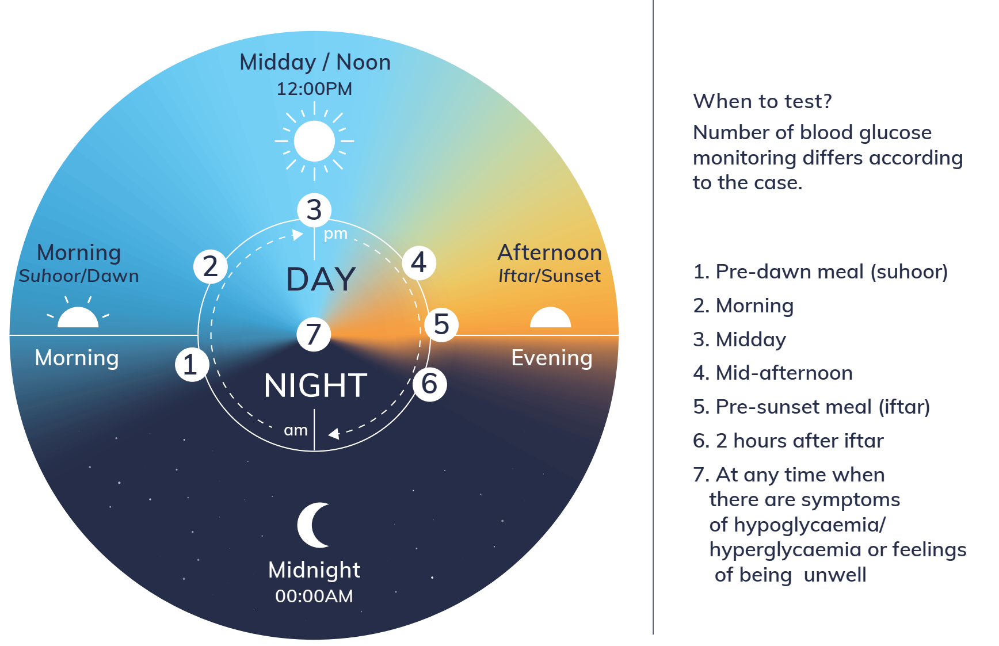 Midday / Noon
12:00PM
3
pm
2
4
Morning
Suhoor/Dawn
Afternoon
Iftar/Sunset
DAY
5
7
Morning
Evening
1
6
NIGHT
am
Midnight
00:00AM
When to test?
Number of blood glucose
monitoring differs according
to the case.
1. Pre-dawn meal (suhoor)
2. Morning
3. Midday
4. Mid-afternoon
5. Pre-sunset meal (iftar)
6. 2 hours after iftar
7. At any time when
there are symptoms
of hypoglycaemia/
hyperglycaemia or feelings
of being unwell